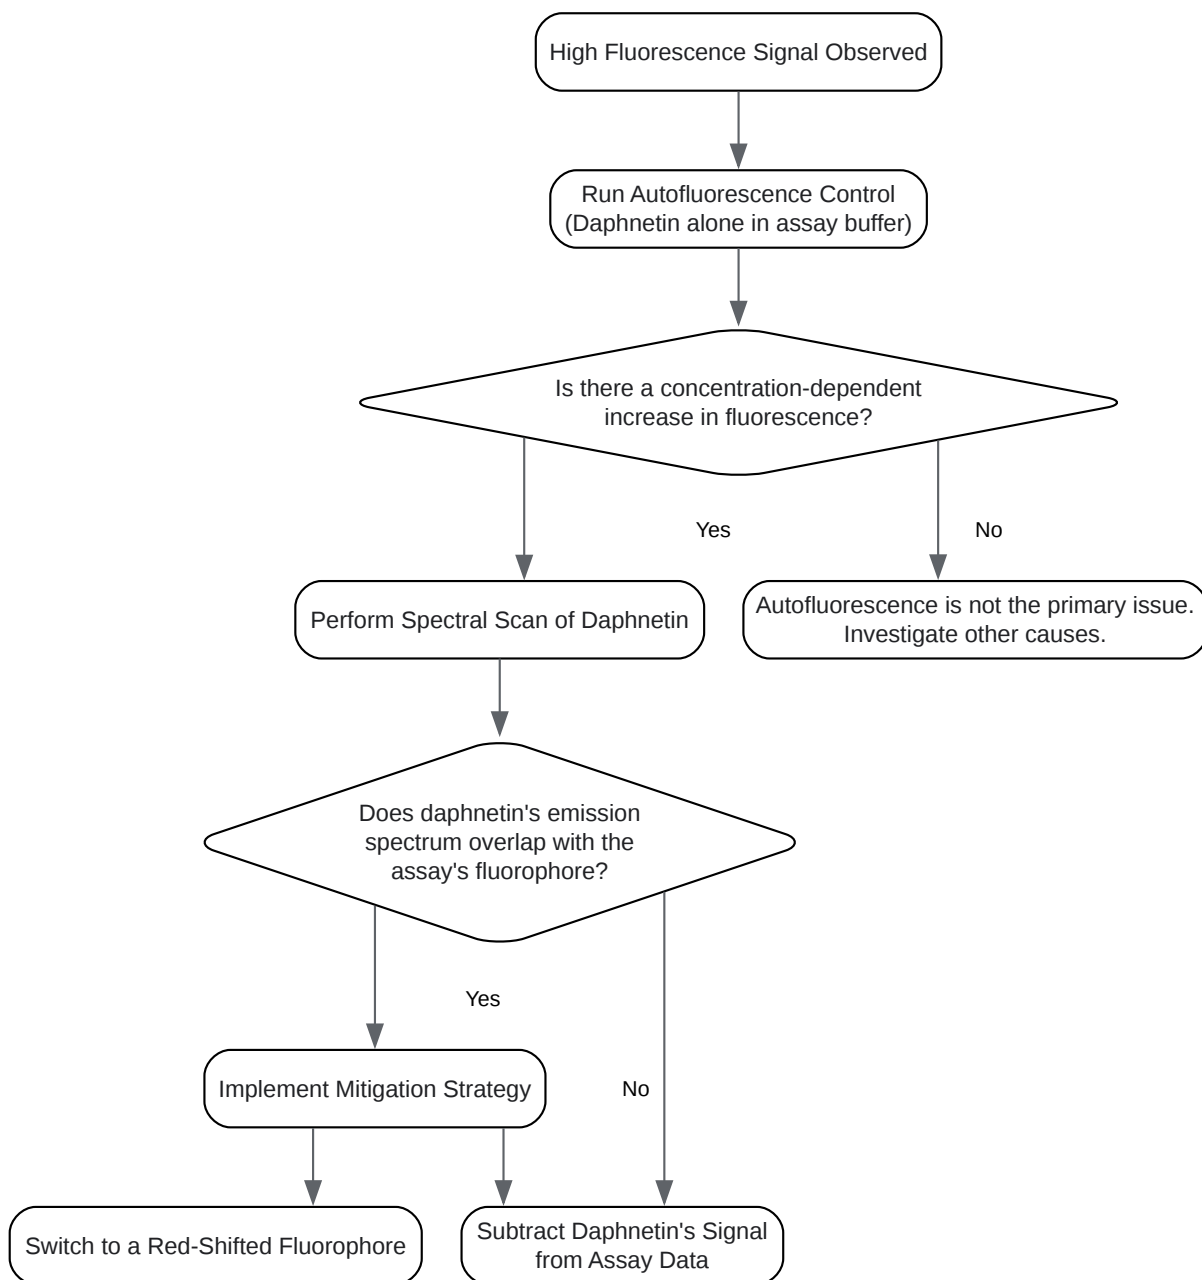 High Fluorescence Signal Observed
Run Autofluorescence Control
(Daphnetin alone in assay buffer)
Is there a concentration-dependent
increase in fluorescence?
Yes
No
Perform Spectral Scan of Daphnetin
Autofluorescence is not the primary issue.
Investigate other causes.
Does daphnetin's emission
spectrum overlap with the
assay's fluorophore?
Yes
Implement Mitigation Strategy
No
Switch to a Red-Shifted Fluorophore
Subtract Daphnetin's Signal
from Assay Data